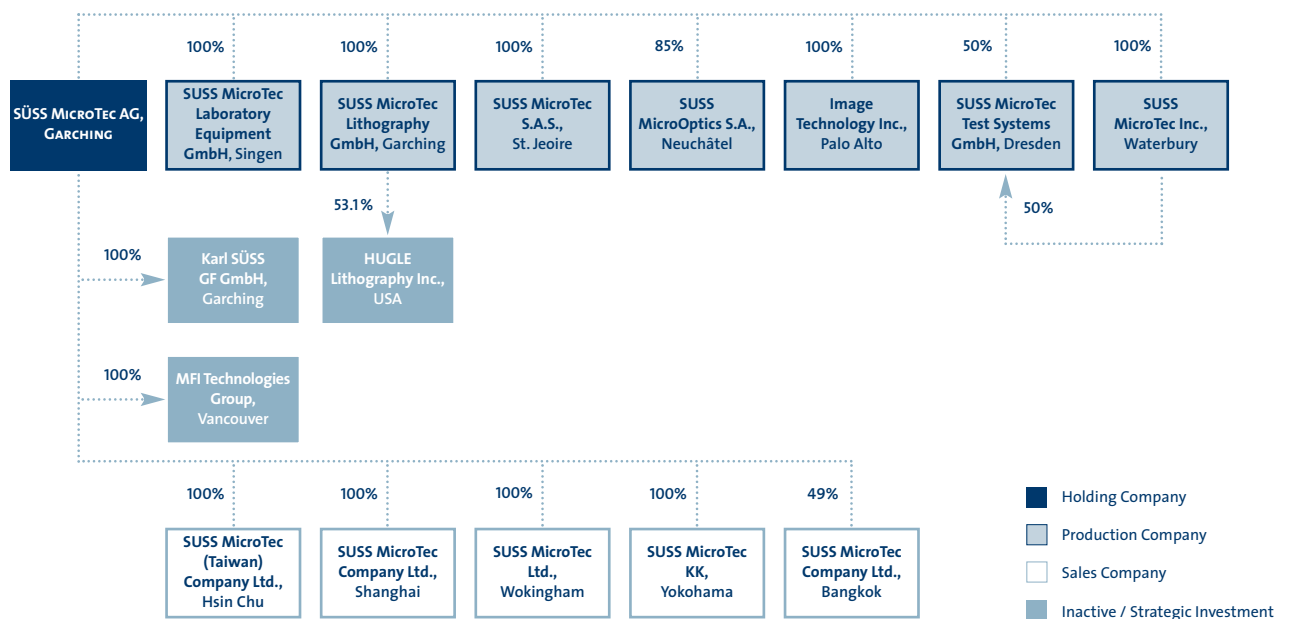 100%
100%
100%
85%
100%
50%
100%
SÜSS MicroTec AG,
Garching
SUSS MicroTec
Laboratory
Equipment
GmbH, Singen
SUSS MicroTec
Lithography
GmbH, Garching
SUSS MicroTec
S.A.S.,
St. Jeoire
SUSS
MicroOptics S.A.,
Neuchâtel
Image
Technology Inc.,
Palo Alto
SUSS MicroTec
Test Systems
GmbH, Dresden
SUSS
MicroTec Inc.,
Waterbury
53.1%
50%
100%
Karl SÜSS
GF GmbH,
Garching
HUGLE
Lithography Inc.,
USA
100%
MFI Technologies
Group,
Vancouver
100%
100%
100%
100%
49%
SUSS MicroTec
(Taiwan)
Company Ltd.,
Hsin Chu
SUSS MicroTec
Company Ltd.,
Shanghai
SUSS MicroTec
Ltd.,
Wokingham
SUSS MicroTec
KK,
Yokohama
SUSS MicroTec
Company Ltd.,
Bangkok
Holding Company
Production Company
Sales Company
Inactive / Strategic Investment